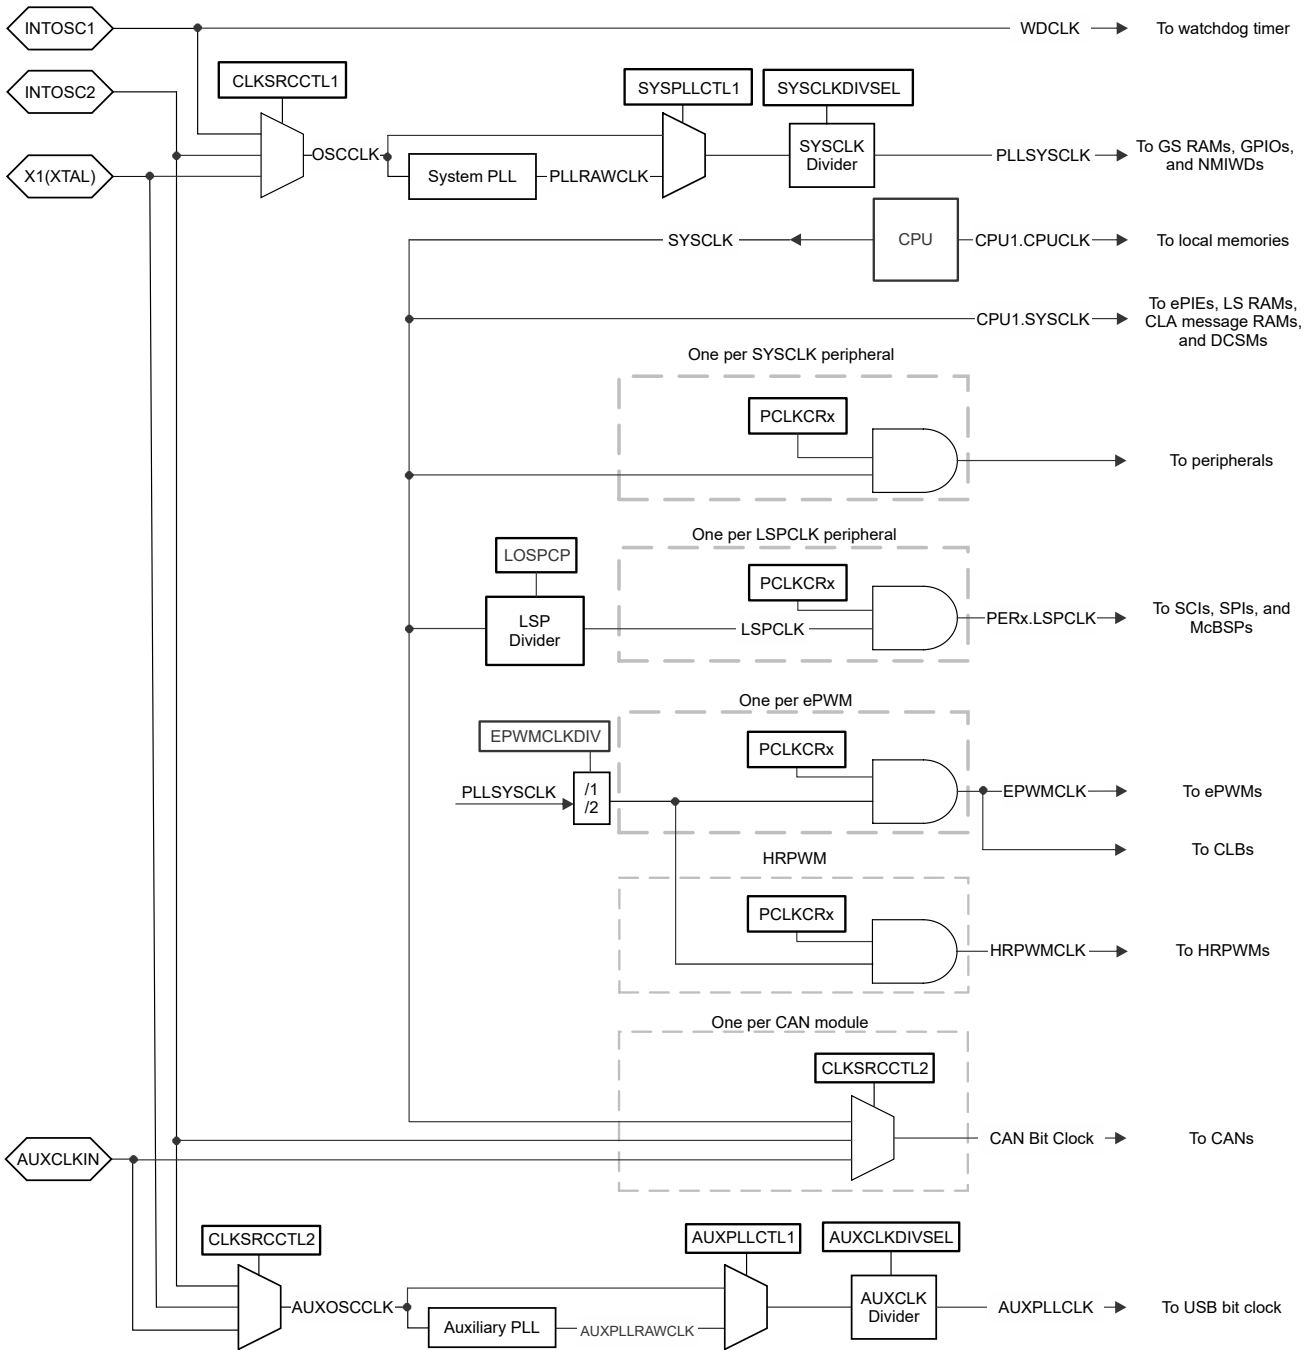 INTOSC1
WDCLK
To watchdog timer
INTOSC2
CLKSRCCTL1
SYSPLLCTL1
SYSCLKDIVSEL
X1(XTAL)
OSCCLK
System PLL
PLLRAWCLK
SYSCLK
Divider
PLLSYSCLK
To GS RAMs, GPIOs,
and NMIWDs
SYSCLK
CPU
CPU1.CPUCLK
To local memories
CPU1.SYSCLK
To ePIEs, LS RAMs,
CLA message RAMs,
and DCSMs
One per SYSCLK peripheral
PCLKCRx
To peripherals
One per LSPCLK peripheral
LOSPCP
PCLKCRx
LSP
Divider
LSPCLK
PERx.LSPCLK
To SCIs, SPIs, and
McBSPs
One per ePWM
EPWMCLKDIV
PCLKCRx
PLLSYSCLK
/1
/2
EPWMCLK
To ePWMs
To CLBs
HRPWM
PCLKCRx
HRPWMCLK
To HRPWMs
One per CAN module
CLKSRCCTL2
CAN Bit Clock
To CANs
AUXCLKIN
CLKSRCCTL2
AUXPLLCTL1
AUXCLKDIVSEL
AUXOSCCLK
Auxiliary PLL
AUXPLLRAWCLK
AUXCLK
Divider
AUXPLLCLK
To USB bit clock